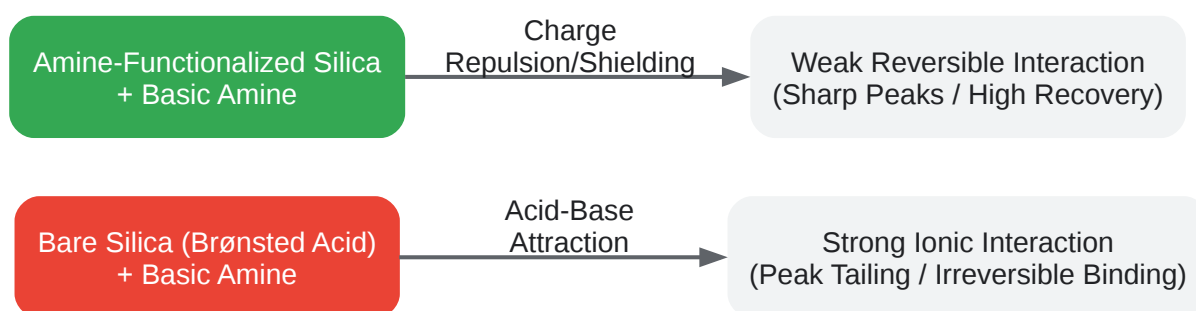 Amine-Functionalized Silica
+ Basic Amine
Charge
Repulsion/Shielding
Weak Reversible Interaction
(Sharp Peaks / High Recovery)
Bare Silica (Brønsted Acid)
+ Basic Amine
Acid-Base
Attraction
Strong Ionic Interaction
(Peak Tailing / Irreversible Binding)